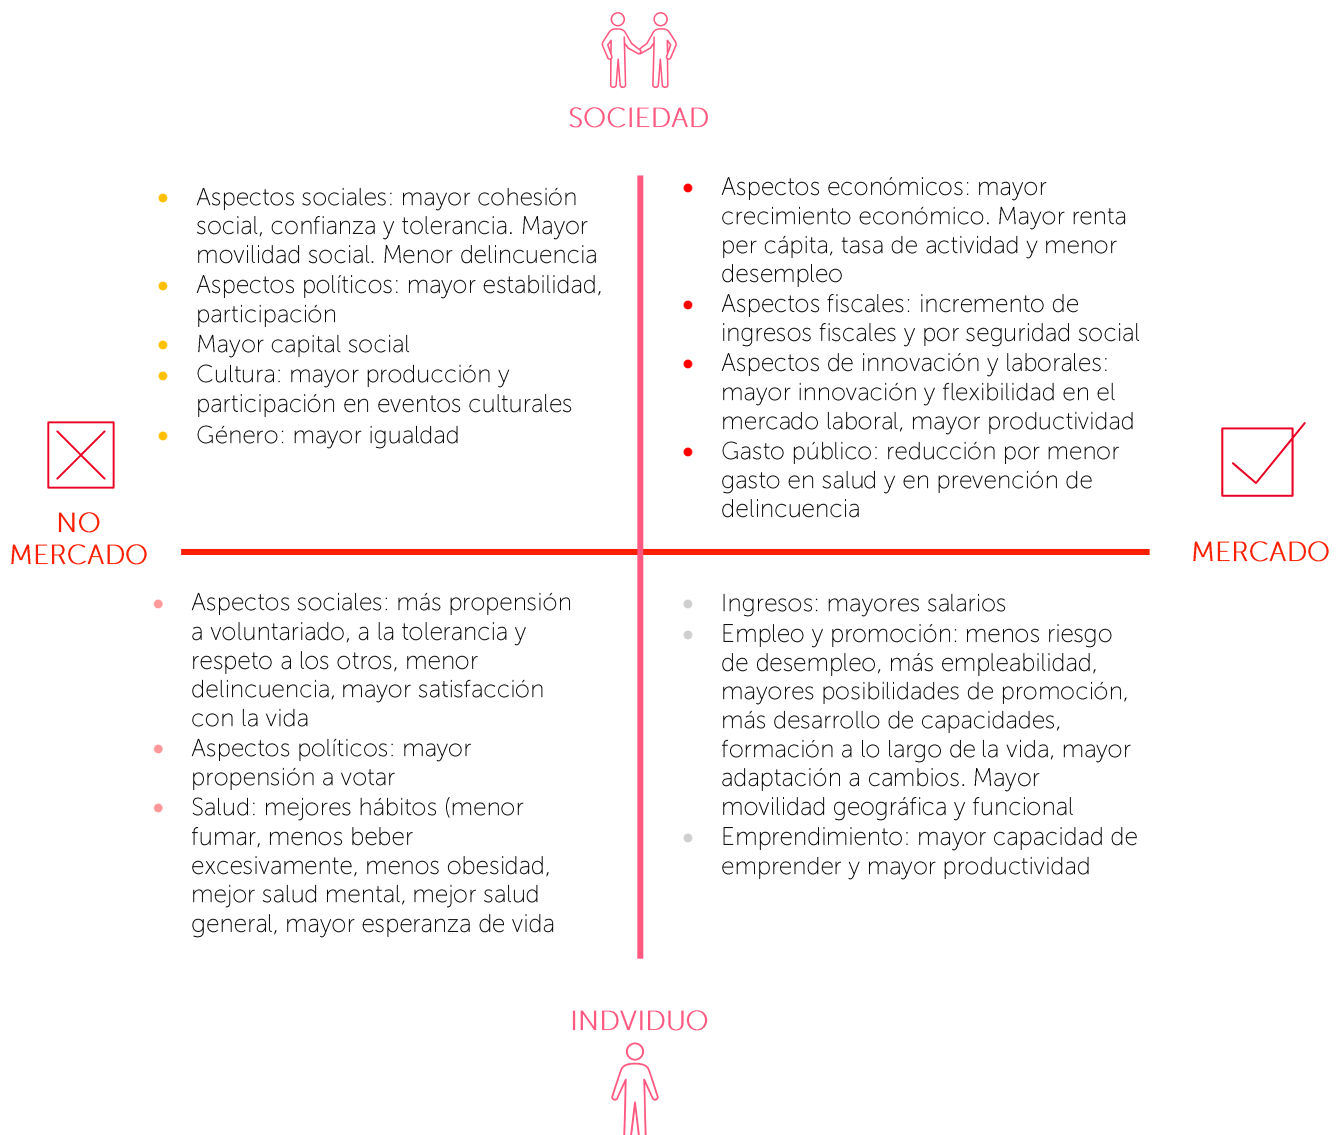 SOCIEDAD
Aspectos sociales: mayor cohesión
social, confianza y tolerancia. Mayor
movilidad social. Menor delincuencia
Aspectos políticos: mayor estabilidad,
participación
Mayor capital social
Cultura: mayor producción y
participación en eventos culturales
Género: mayor igualdad
Aspectos económicos: mayor
crecimiento económico. Mayor renta
per cápita, tasa de actividad y menor
desempleo
Aspectos fiscales: incremento de
ingresos fiscales y por seguridad social
Aspectos de innovación y laborales:
mayor innovación y flexibilidad en el
mercado laboral, mayor productividad
Gasto público: reducción por menor
gasto en salud y en prevención de
delincuencia
NO
MERCADO
MERCADO
Aspectos sociales: más propensión
a voluntariado, a la tolerancia y
respeto a los otros, menor
delincuencia, mayor satisfacción
con la vida
Aspectos políticos: mayor
propensión a votar
Salud: mejores hábitos (menor
fumar, menos beber
excesivamente, menos obesidad,
mejor salud mental, mejor salud
general, mayor esperanza de vida
Ingresos: mayores salarios
Empleo y promoción: menos riesgo
de desempleo, más empleabilidad,
mayores posibilidades de promoción,
más desarrollo de capacidades,
formación a lo largo de la vida, mayor
adaptación a cambios. Mayor
movilidad geográfica y funcional
Emprendimiento: mayor capacidad de
emprender y mayor productividad
INDVIDUO